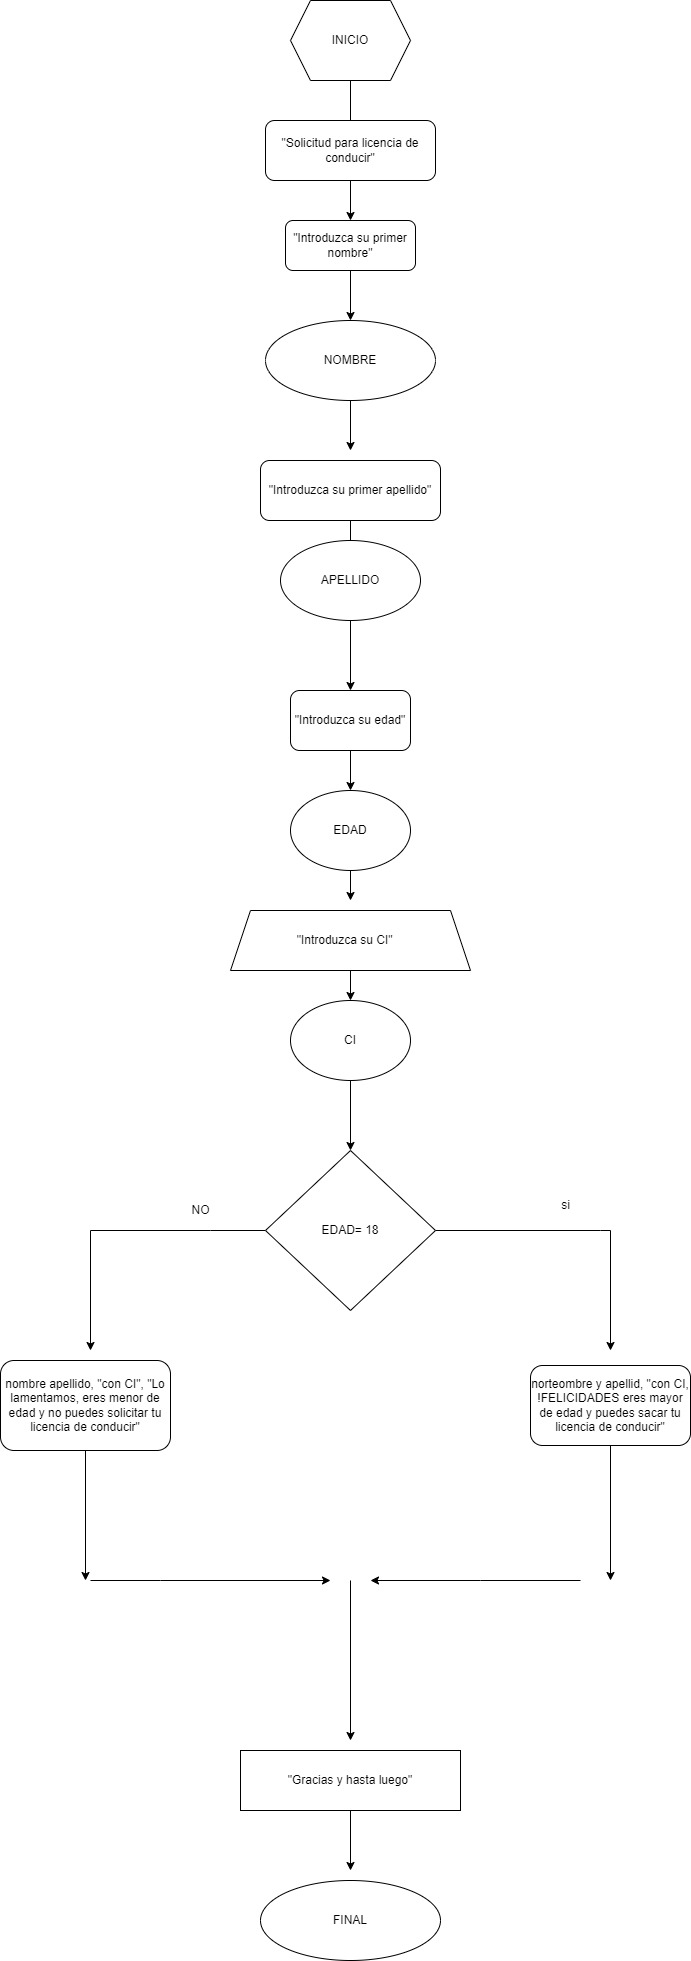 INICIO
"Solicitud para licencia de
conducir"
"Introduzca su primer
nombre"
NOMBRE
"Introduzca su primer apellido"
APELLIDO
"Introduzca su edad"
EDAD
"Introduzca su CI"
CI
EDAD= 18
NO
si
nombre apellido, "con CI", "Lo
lamentamos, eres menor de
edad y no puedes solicitar tu
licencia de conducir"
norteombre y apellid, "con CI,
!FELICIDADES eres mayor
de edad y puedes sacar tu
licencia de conducir"
"Gracias y hasta luego"
FINAL